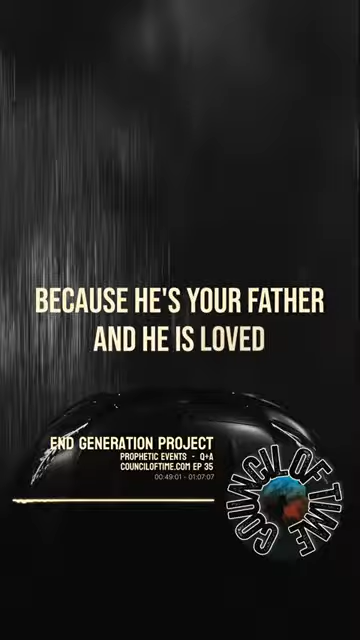 BECAUSE HE'S YOUR FATHER
AND HE IS LOVED
END GENERATION PROJECT
PROPHETIC EVENTS - Q+A
COUNCILOFTIME.COM EP 35
00:49:01 - 01:07:07
COUNCIL OF TIME